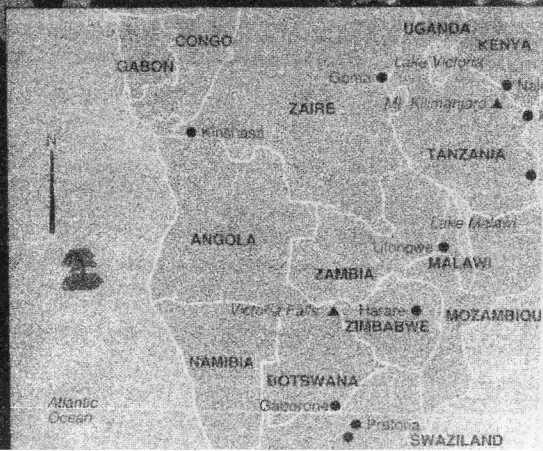 UGANDA
CONGO
KENYA
GABON
Lake Victoria
Goma
Mt. Kilimanjaro
ZAIRE
Kinshasa
N
TANZANIA
Lake Malawi
ANGOLA
Lilongwe
MALAWI
ZAMBIA
Victoria Falls
Harare
MOZAMBIQU
ZIMBABWE
NAMIBIA
BOTSWANA
Gaborone
Atlantic
Ocean
Pretoria
SWAZILAND